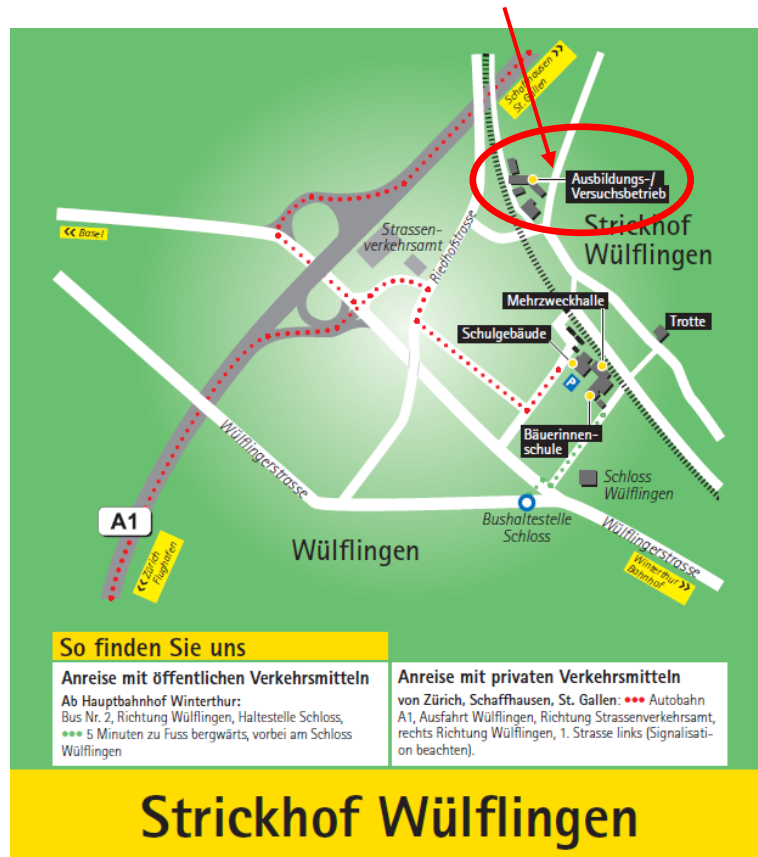 Schaffhausen >>
St. Gallen
Ausbildungs-/
Versuchsbetrieb
<< Basel
Strassen-
verkehrsamt
Riedhofstrasse
Strickhof
Wülflingen
Mehrzweckhalle
Schulgebäude
Trotte
P
Bäuerinnen-
schule
Wülflingerstrasse
Schloss
Wülflingen
A1
Bushaltestelle
Schloss
Wülflingen
Wülflingerstrasse
<< Zürich
Flughafen
Winterthur >>
Bahnhof
So finden Sie uns
Anreise mit öffentlichen Verkehrsmitteln
Ab Hauptbahnhof Winterthur:
Bus Nr. 2, Richtung Wülflingen, Haltestelle Schloss,
••• 5 Minuten zu Fuss bergwärts, vorbei am Schloss
Wülflingen
Anreise mit privaten Verkehrsmitteln
von Zürich, Schaffhausen, St. Gallen: ••• Autobahn
A1, Ausfahrt Wülflingen, Richtung Strassenverkehrsamt,
rechts Richtung Wülflingen, 1. Strasse links (Signalisati-
on beachten).
Strickhof Wülflingen